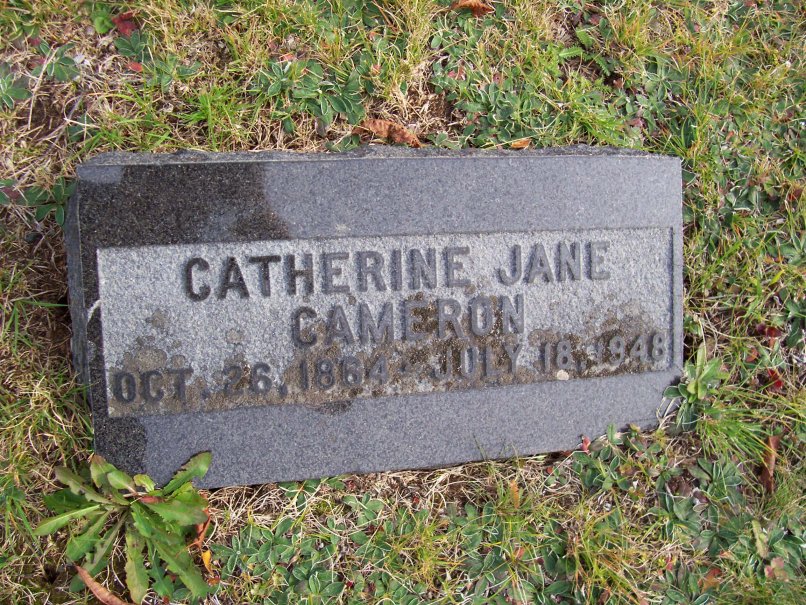 CATHERINE JANE
CAMERON
OCT. 26, 1864 - JULY 18, 1948